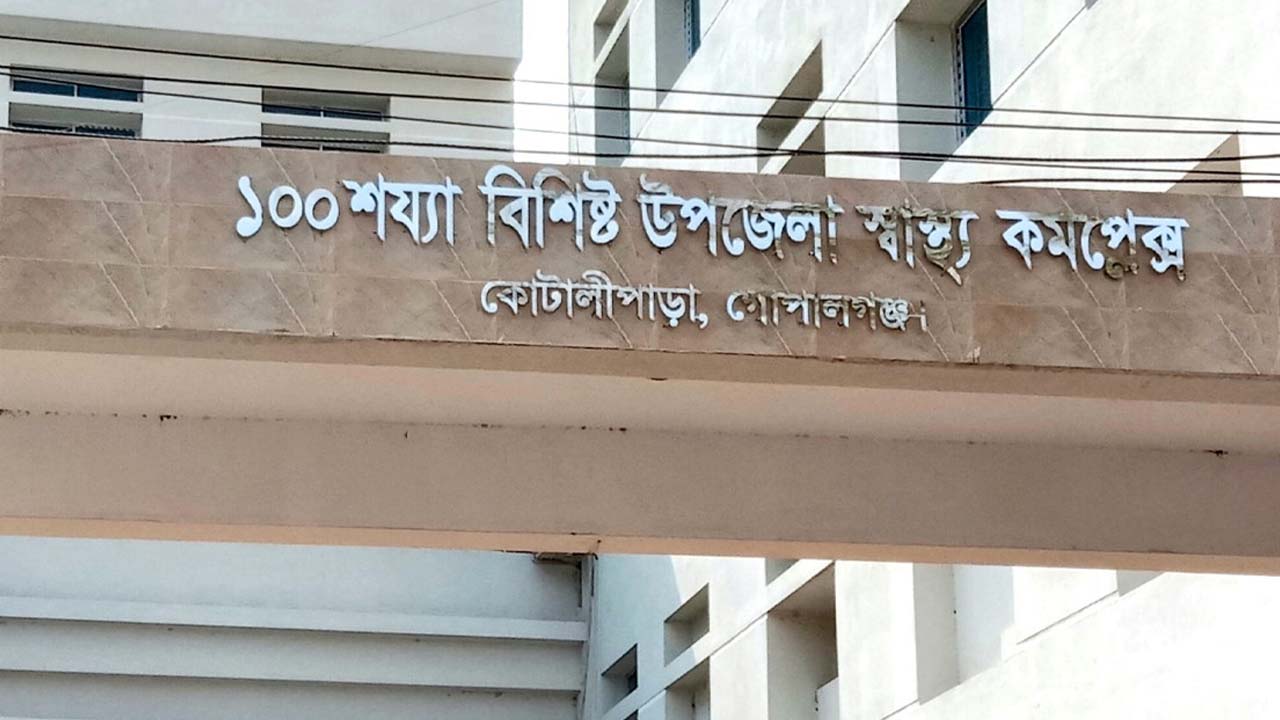 ১০০ শয্যা বিশিষ্ট উপজেলা স্বাস্থ্য কমপ্লেক্স
কোটালীপাড়া, গোপালগঞ্জ।